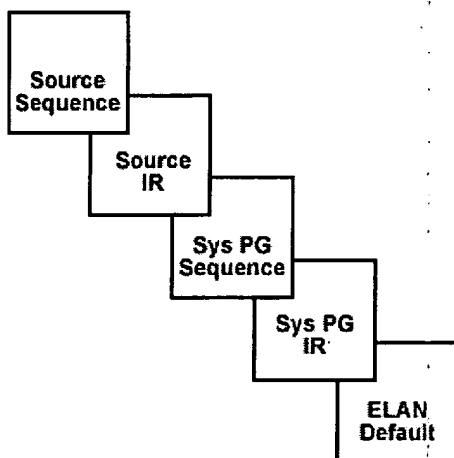 Source
Sequence
Source
IR
Sys PG
Sequence
Sys PG
IR
ELAN
Default